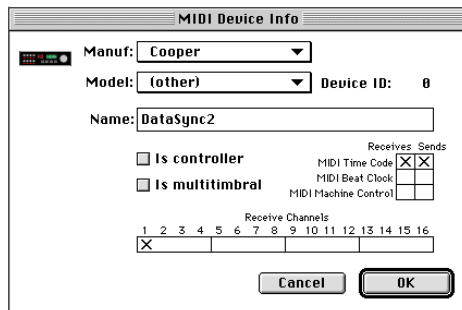 MIDI Device Info
Manuf: Cooper
Model: (other) Device ID: 0
Name: DataSync2
Is controller
Is multitimbral
Receives Sends
MIDI Time Code
MIDI Beat Clock
MIDI Machine Control
Receive Channels
1 2 3 4 5 6 7 8 9 10 11 12 13 14 15 16
Cancel OK